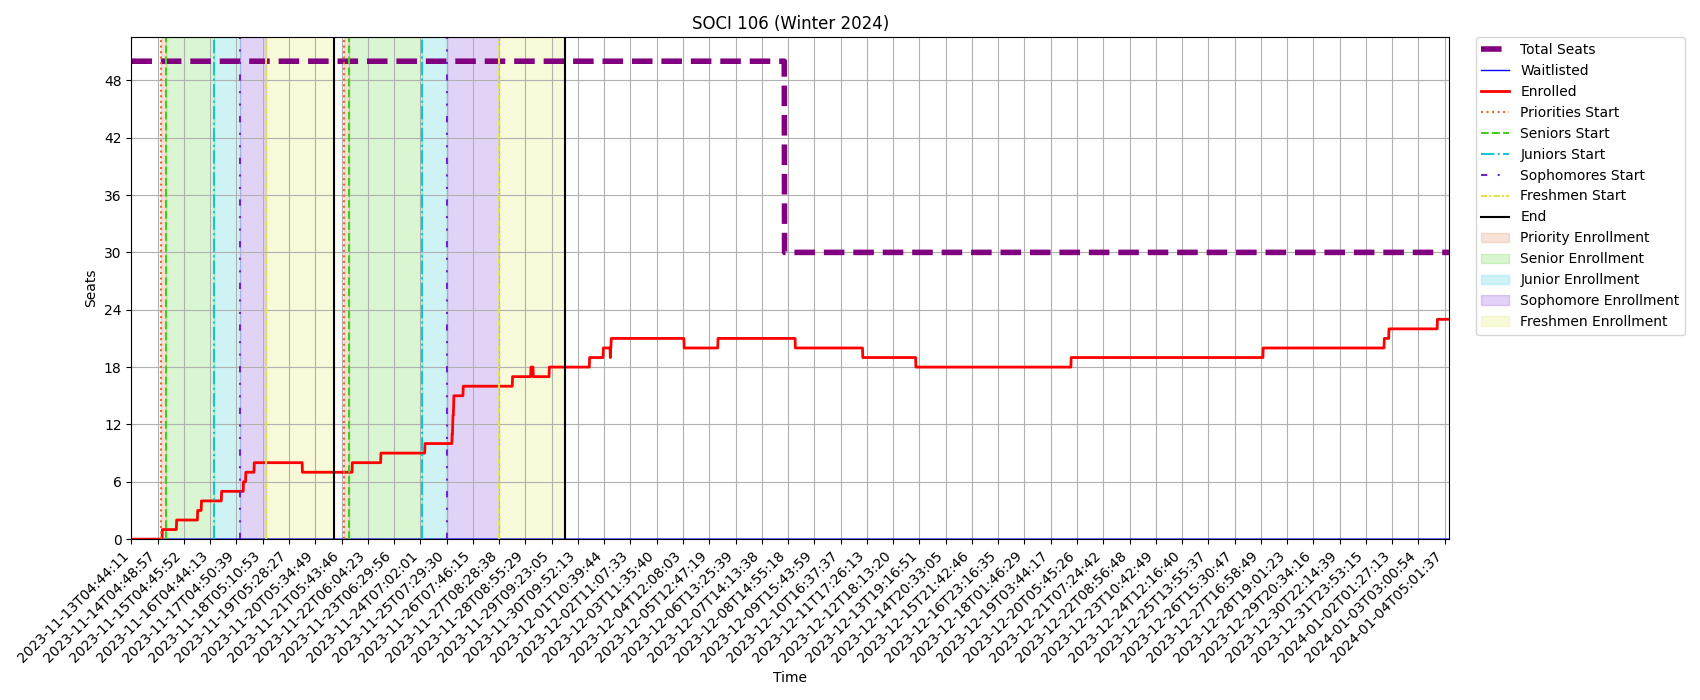 SOCI 106 (Winter 2024)
Seats
48
42
36
30
24
18
12
6
0
2023-11-13T04:44:11
2023-11-14T04:48:57
2023-11-15T04:45:52
2023-11-16T04:44:13
2023-11-17T04:50:39
2023-11-18T05:10:53
2023-11-19T05:28:27
2023-11-20T05:34:49
2023-11-21T05:43:46
2023-11-22T06:04:23
2023-11-23T06:29:56
2023-11-24T07:02:01
2023-11-25T07:29:30
2023-11-26T07:46:15
2023-11-27T08:28:38
2023-11-28T08:55:29
2023-11-29T09:23:05
2023-11-30T09:52:13
2023-12-01T10:39:44
2023-12-02T11:07:33
2023-12-03T11:35:40
2023-12-04T12:08:03
2023-12-05T12:47:19
2023-12-06T13:25:39
2023-12-07T14:13:38
2023-12-08T14:55:18
2023-12-09T15:43:59
2023-12-10T16:37:37
2023-12-11T17:26:13
2023-12-12T18:13:20
2023-12-13T19:16:51
2023-12-14T20:33:05
2023-12-15T21:42:46
2023-12-16T23:16:35
2023-12-18T01:46:29
2023-12-19T03:44:17
2023-12-20T05:45:26
2023-12-21T07:24:42
2023-12-22T08:56:48
2023-12-23T10:42:49
2023-12-24T12:16:40
2023-12-25T13:55:37
2023-12-26T15:30:47
2023-12-27T16:58:49
2023-12-28T19:01:23
2023-12-29T20:34:16
2023-12-30T22:14:39
2023-12-31T23:53:15
2024-01-02T01:27:13
2024-01-03T03:00:54
2024-01-04T05:01:37
Time
Total Seats
Waitlisted
Enrolled
Priorities Start
Seniors Start
Juniors Start
Sophomores Start
Freshmen Start
End
Priority Enrollment
Senior Enrollment
Junior Enrollment
Sophomore Enrollment
Freshmen Enrollment